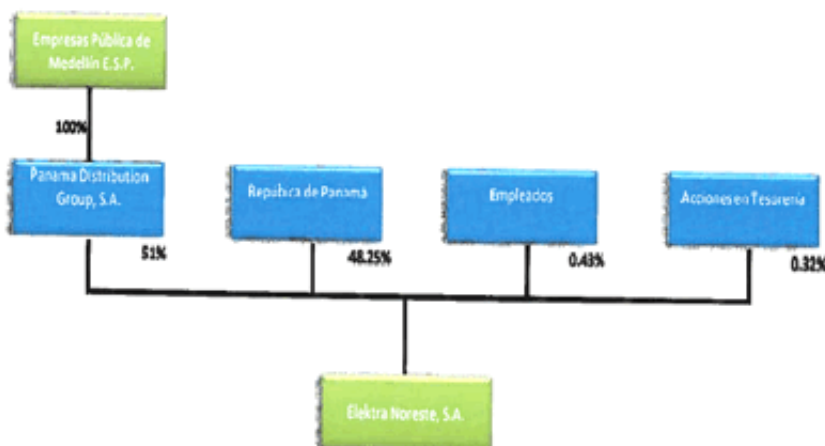 Empresas Pública de
Medellín E.S.P.
100%
Panama Distribution
Group, S.A.
51%
República de Panamá
48.25%
Empleados
0.43%
Acciones en Tesorería
0.32%
Elektra Noreste, S.A.